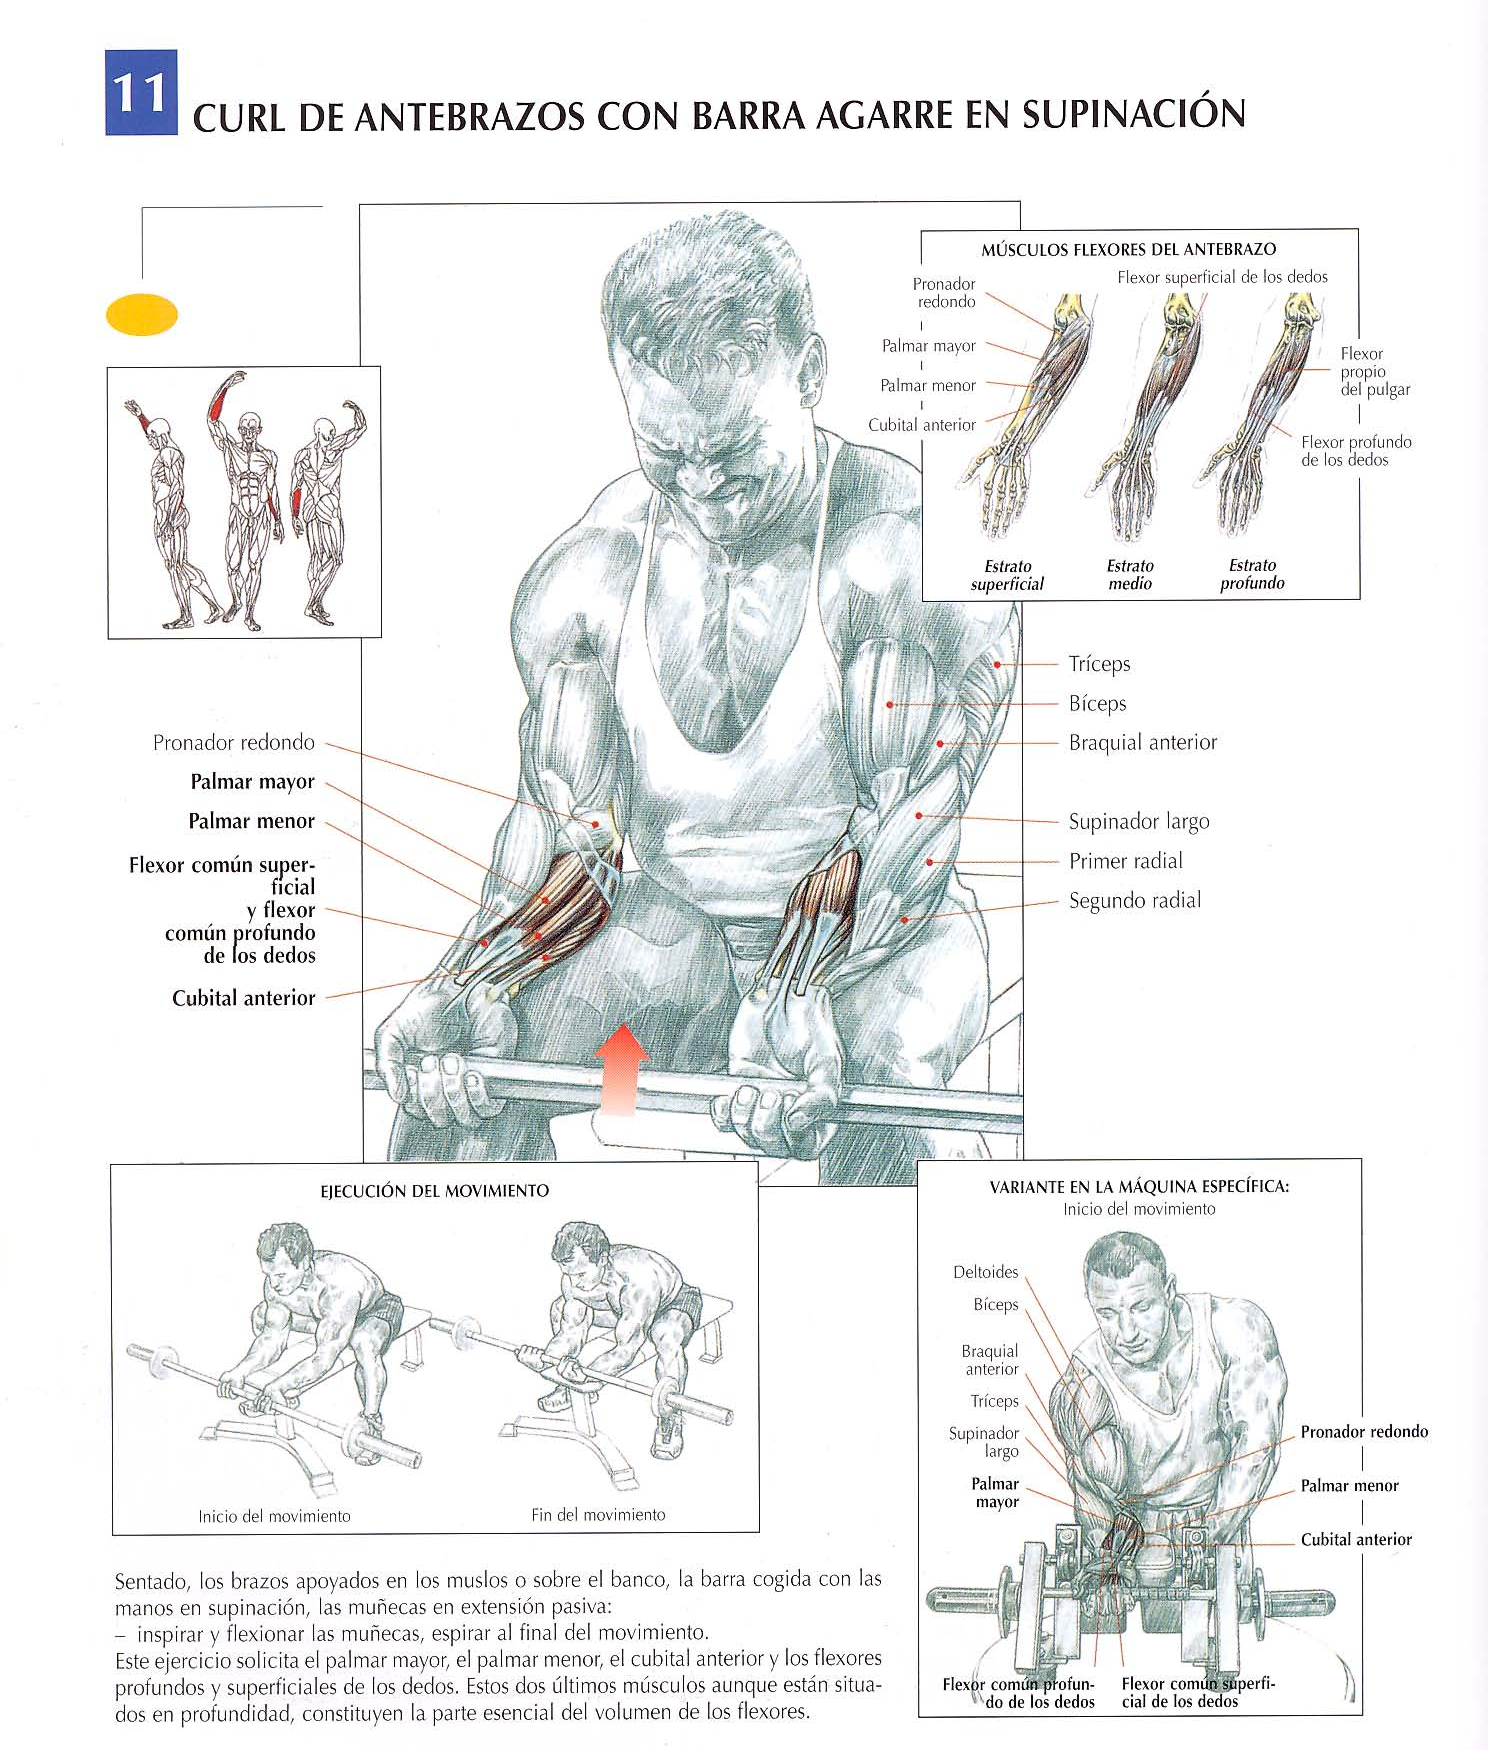 11
CURL DE ANTEBRAZOS CON BARRA AGARRE EN SUPINACIÓN
MÚSCULOS FLEXORES DEL ANTEBRAZO
Pronador
redondo
Flexor superficial de los dedos
Palmar mayor
Palmar menor
Cubital anterior
Flexor
propio
del pulgar
Flexor profundo
de los dedos
Estrato
superficial
Estrato
medio
Estrato
profundo
Pronador redondo
Palmar mayor
Palmar menor
Flexor común super-
ficial
y flexor
común profundo
de los dedos
Cubital anterior
Tríceps
Bíceps
Braquial anterior
Supinador largo
Primer radial
Segundo radial
EJECUCIÓN DEL MOVIMIENTO
Inicio del movimiento
Fin del movimiento
VARIANTE EN LA MÁQUINA ESPECÍFICA:
Inicio del movimiento
Deltoides
Bíceps
Braquial
anterior
Tríceps
Supinador
largo
Palmar
mayor
Pronador redondo
Palmar menor
Cubital anterior
Flexor común profun-
do de los dedos
Flexor común superfi-
cial de los dedos
Sentado, los brazos apoyados en los muslos o sobre el banco, la barra cogida con las
manos en supinación, las muñecas en extensión pasiva:
– inspirar y flexionar las muñecas, espirar al final del movimiento.
Este ejercicio solicita el palmar mayor, el palmar menor, el cubital anterior y los flexores
profundos y superficiales de los dedos. Estos dos últimos músculos aunque están situa-
dos en profundidad, constituyen la parte esencial del volumen de los flexores.